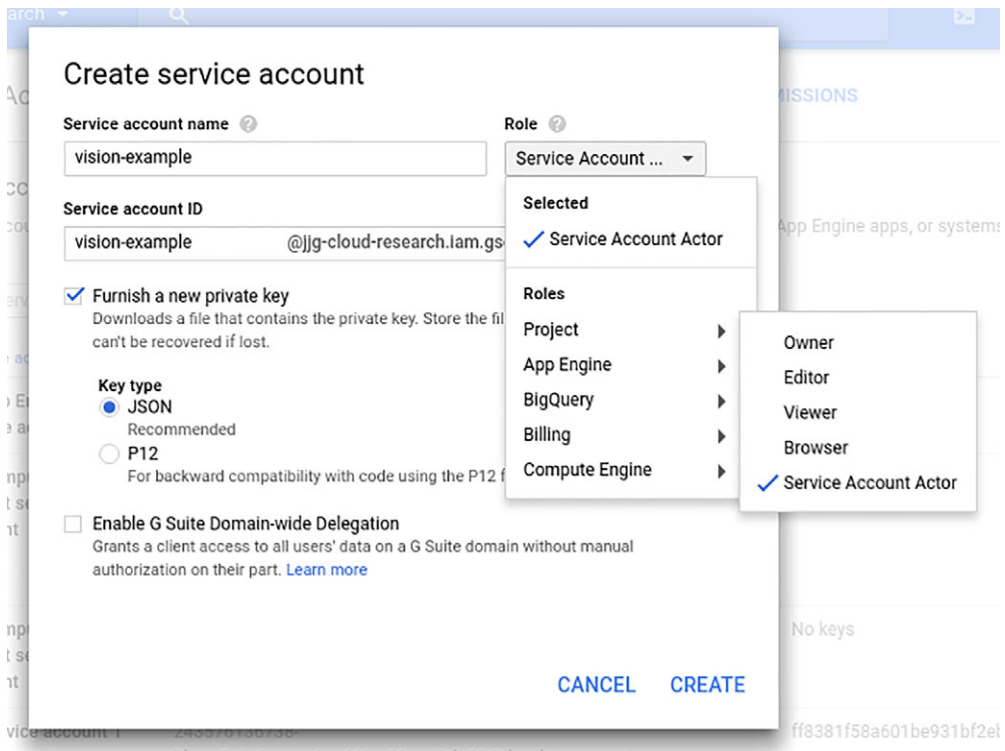 arch
Create service account
Service account name
Role
vision-example
Service Account ...
MISSIONS
Selected
Service Account Actor
Service account ID
vision-example @jjg-cloud-research.iam.gs
App Engine apps, or systems
Roles
Project
App Engine
BigQuery
Billing
Compute Engine
Owner
Editor
Viewer
Browser
Service Account Actor
Furnish a new private key
Downloads a file that contains the private key. Store the fil
can't be recovered if lost.
Key type
JSON
Recommended
P12
For backward compatibility with code using the P12 f
Enable G Suite Domain-wide Delegation
Grants a client access to all users' data on a G Suite domain without manual
authorization on their part. Learn more
No keys
CANCEL
CREATE
vice account 1
243576136738-
ff8381f58a601be931bf2eb